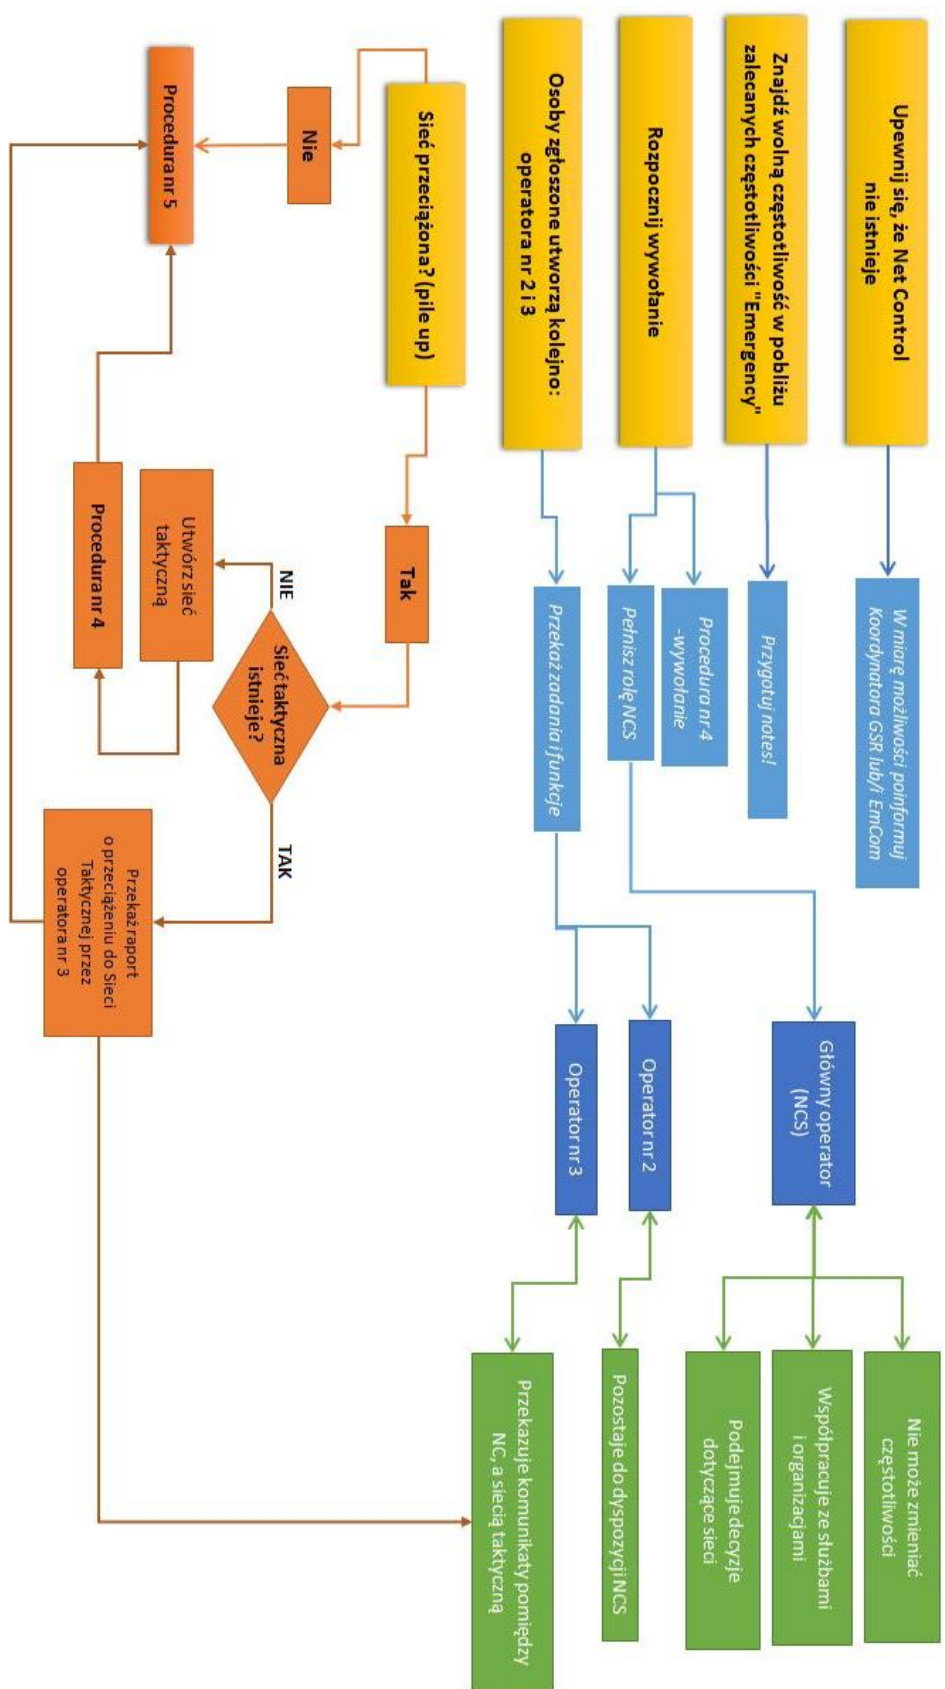 Upewnij się, że Net Control
nie istnieje
W miarę możliwości poinformuj
Koordynatora GSR lub/i EmCom
Znajdź wolną częstotliwość w pobliżu
zalecanych częstotliwości "Emergency"
Przygotuj notes!
Rozpocznij wywołanie
Procedura nr 4
-wywołanie
Pełnisz rolę NCS
Osoby zgłoszone utworzą kolejno:
operatora nr 2 i 3
Przekaż zadania i funkcje
Główny operator
(NCS)
Operator nr 2
Operator nr 3
Nie może zmieniać
częstotliwości
Współpracuje ze służbami
i organizacjami
Podejmuje decyzje
dotyczące sieci
Pozostaje do dyspozycji NCS
Przekazuje komunikaty pomiędzy
NC, a siecią taktyczną
Sieć przeciążona? (pile up)
Tak
Nie
Sieć taktyczna
istnieje?
NIE
TAK
Utwórz sieć
taktyczną
Procedura nr 4
Procedura nr 5
Przekaż raport
o przeciążeniu do Sieci
Taktycznej przez
operatora nr 3